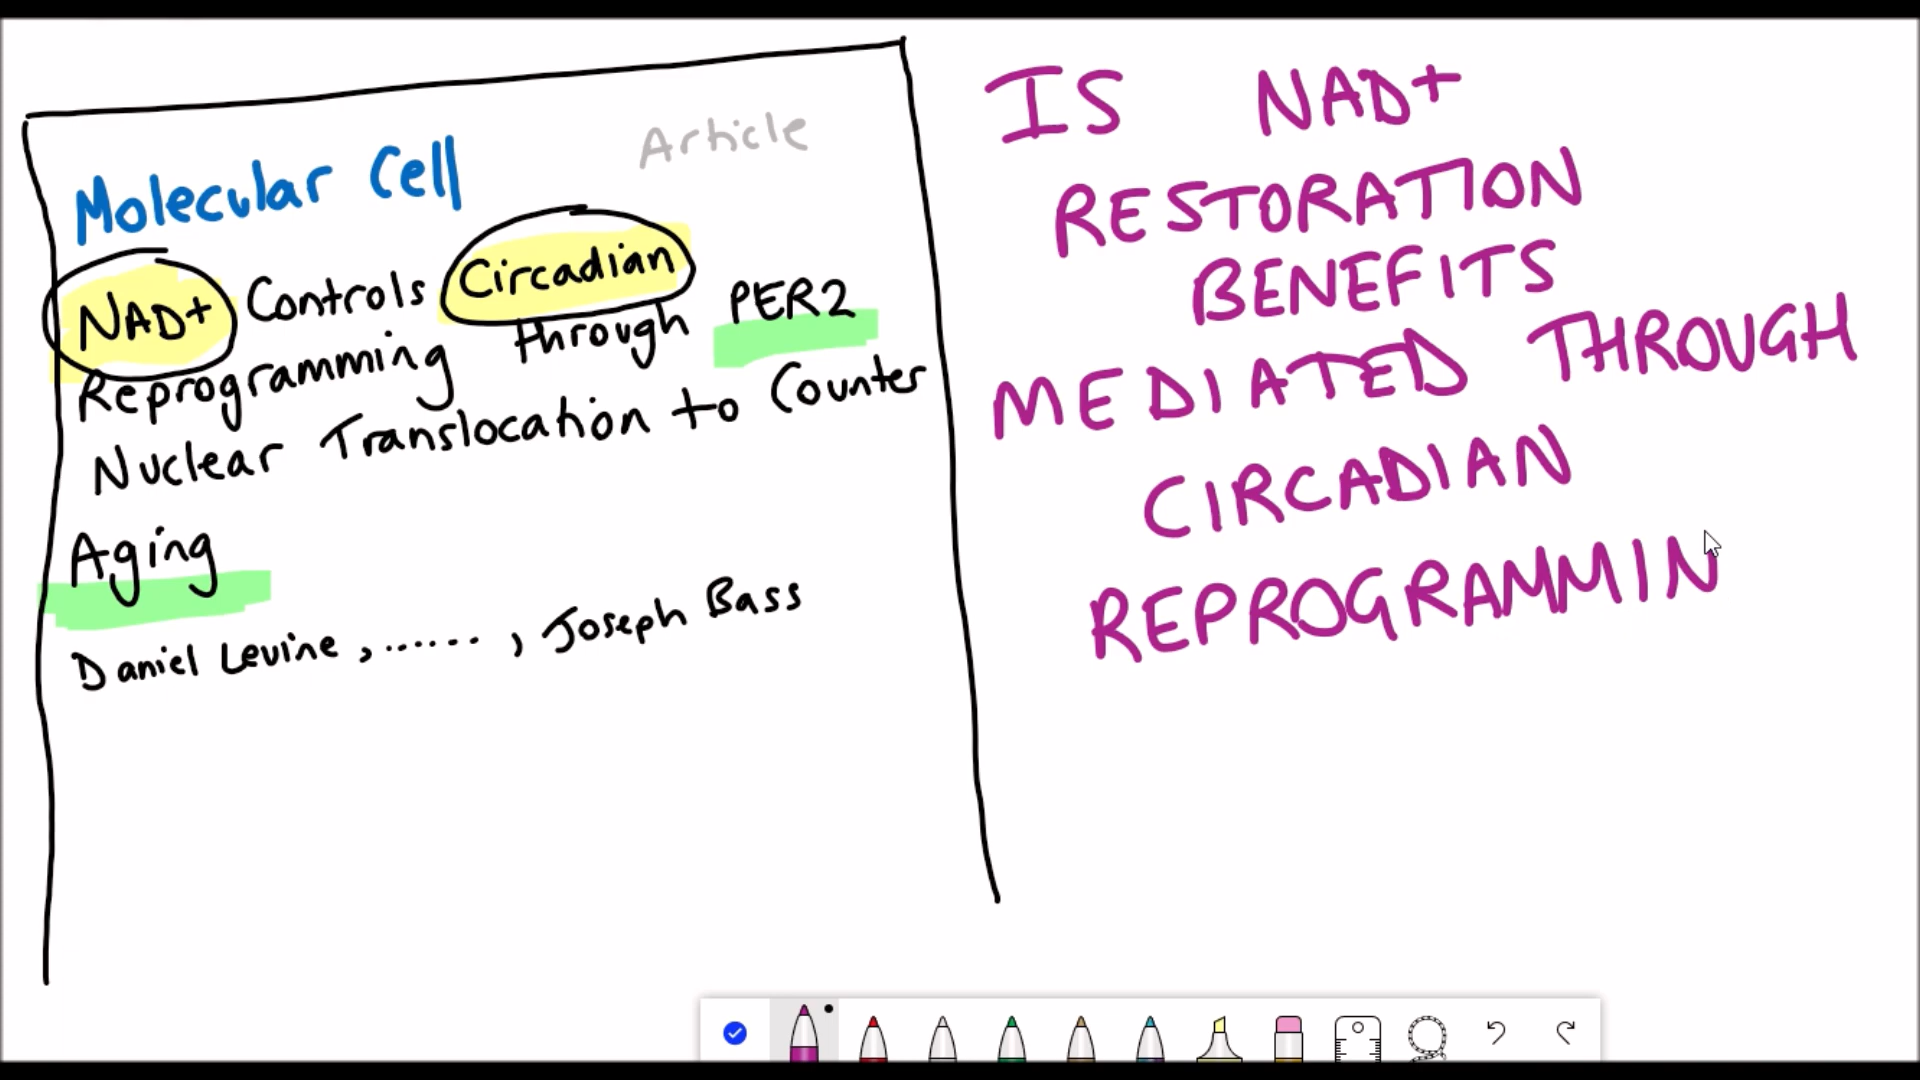 Molecular Cell Article
NAD+ Controls Circadian
Reprogramming through PER2
Nuclear Translocation to Counter
Aging
Daniel Levine, ......, Joseph Bass
IS NAD+
RESTORATION
BENEFITS
MEDIATED THROUGH
CIRCADIAN
REPROGRAMMIN